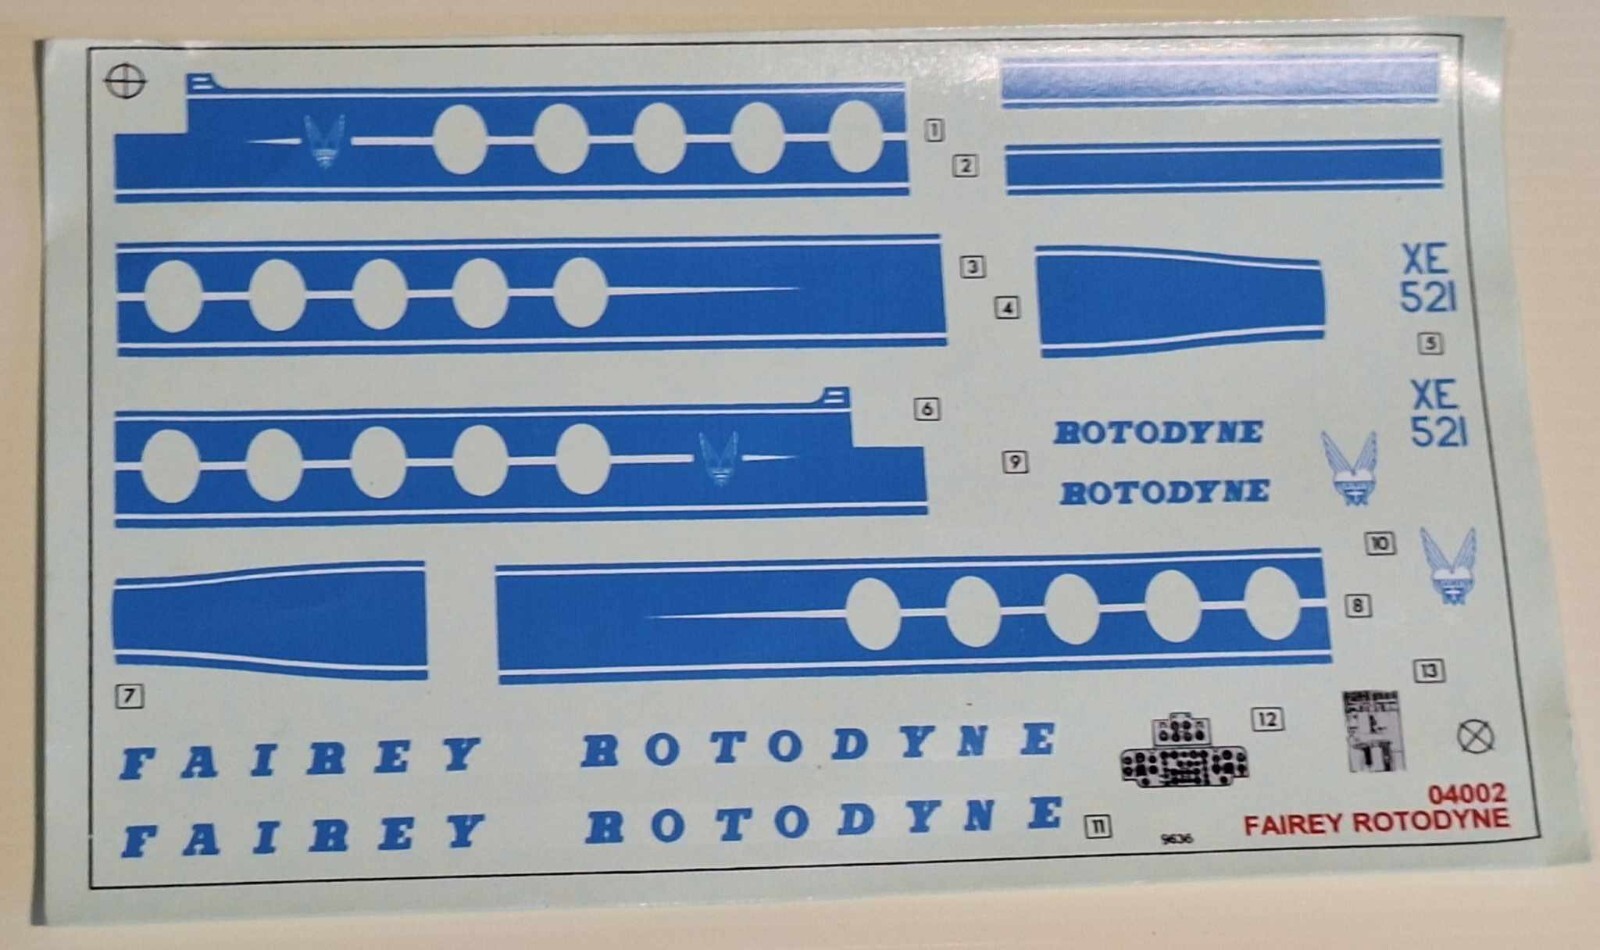 1
2
3
4
XE
521
5
6
XE
521
ROTODYNE
9
ROTODYNE
10
8
7
13
12
FAIREY ROTODYNE
FAIREY ROTODYNE
11
9636
04002
FAIREY ROTODYNE